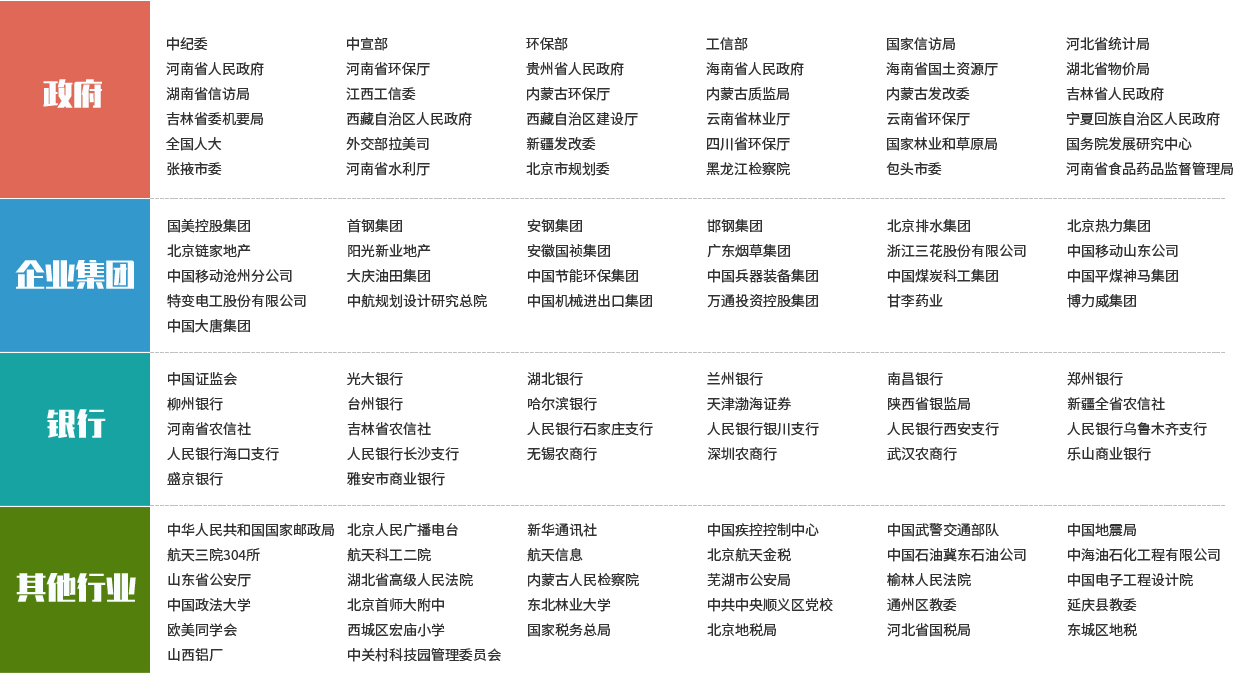 政府
中纪委 中宣部 环保部 工信部 国家信访局 河北省统计局
河南省人民政府 河南省环保厅 贵州省人民政府 海南省人民政府 海南省国土资源厅 湖北省物价局
湖南省信访局 江西工信委 内蒙古环保厅 内蒙古质监局 内蒙古发改委 吉林省人民政府
吉林省委机要局 西藏自治区人民政府 西藏自治区建设厅 云南省林业厅 云南省环保厅 宁夏回族自治区人民政府
全国人大 外交部拉美司 新疆发改委 四川省环保厅 国家林业和草原局 国务院发展研究中心
张掖市委 河南省水利厅 北京市规划委 黑龙江检察院 包头市委 河南省食品药品监督管理局
企业集团
国美控股集团 首钢集团 安钢集团 邯钢集团 北京排水集团 北京热力集团
北京链家地产 阳光新业地产 安徽国祯集团 广东烟草集团 浙江三花股份有限公司 中国移动山东公司
中国移动沧州分公司 大庆油田集团 中国节能环保集团 中国兵器装备集团 中国煤炭科工集团 中国平煤神马集团
特变电工股份有限公司 中航规划设计研究总院 中国机械进出口集团 万通投资控股集团 甘李药业 博力威集团
中国大唐集团
银行
中国证监会 光大银行 湖北银行 兰州银行 南昌银行 郑州银行
柳州银行 台州银行 哈尔滨银行 天津渤海证券 陕西省银监局 新疆全省农信社
河南省农信社 吉林省农信社 人民银行石家庄支行 人民银行银川支行 人民银行西安支行 人民银行乌鲁木齐支行
人民银行海口支行 人民银行长沙支行 无锡农商行 深圳农商行 武汉农商行 乐山商业银行
盛京银行 雅安市商业银行
其他行业
中华人民共和国国家邮政局 北京人民广播电台 新华通讯社 中国疾控控制中心 中国武警交通部队 中国地震局
航天三院304所 航天科工二院 航天信息 北京航天金税 中国石油冀东石油公司 中海油石化工程有限公司
山东省公安厅 湖北省高级人民法院 内蒙古人民检察院 芜湖市公安局 榆林人民法院 中国电子工程设计院
中国政法大学 北京首师大附中 东北林业大学 中共中央顺义区党校 通州区教委 延庆县教委
欧美同学会 西城区宏庙小学 国家税务总局 北京地税局 河北省国税局 东城区地税
山西铝厂 中关村科技园管理委员会